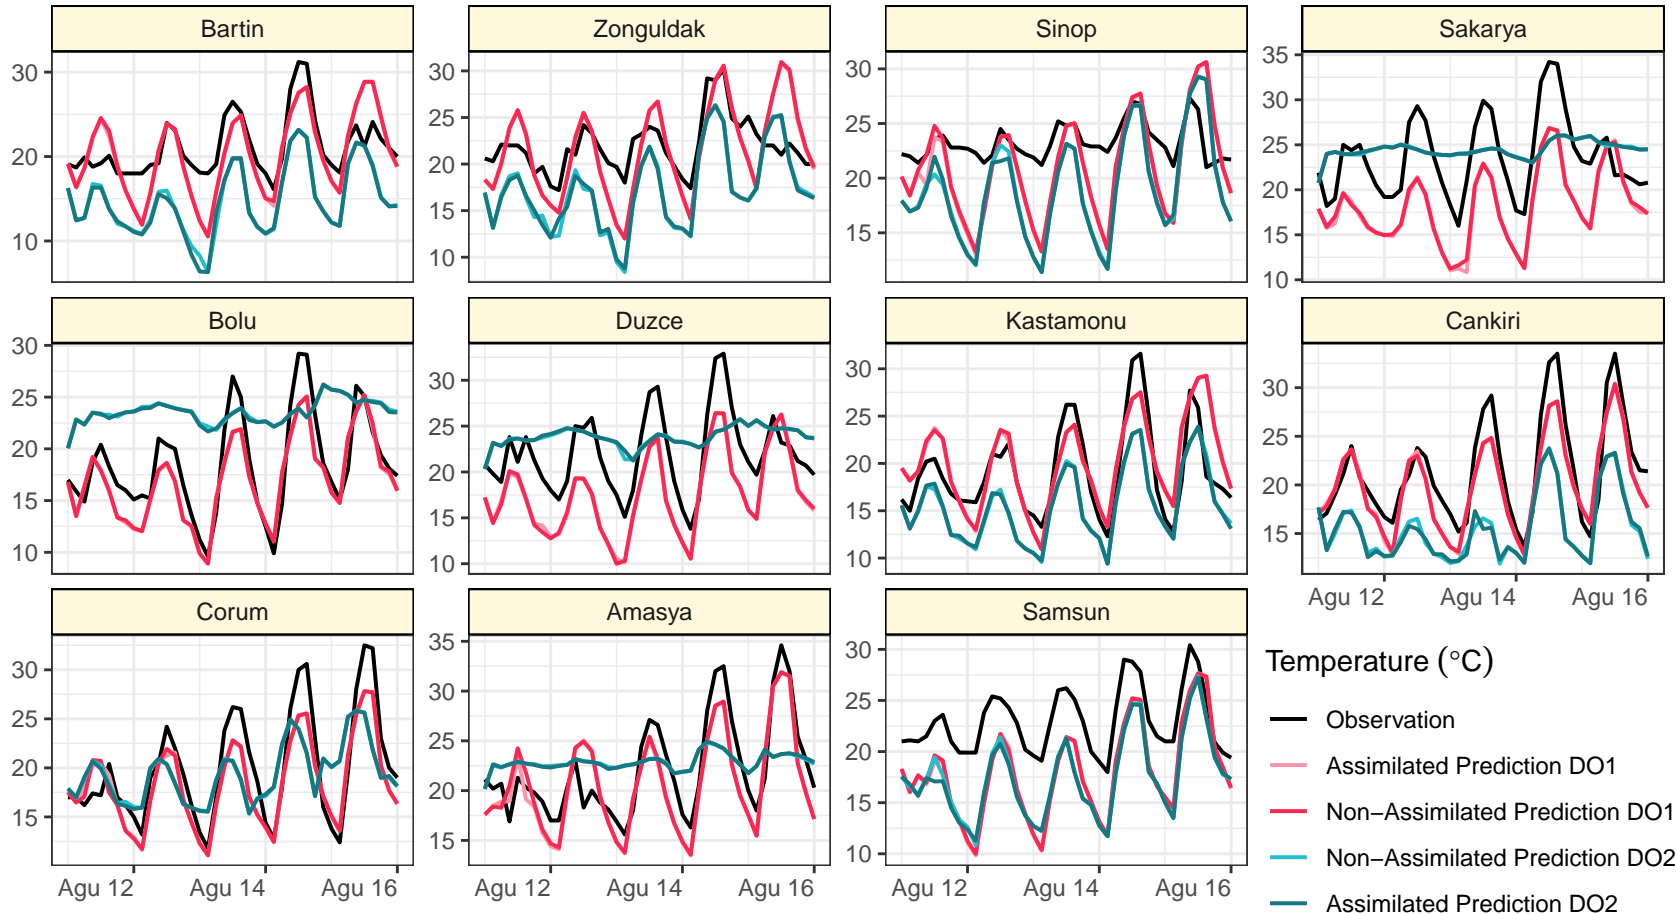 Bartin
Zonguldak
Sinop
Sakarya
30
20
10
30
25
20
15
10
30
25
20
15
35
30
25
20
15
10
Bolu
Duzce
Kastamonu
Cankiri
30
25
20
15
10
30
25
20
15
10
30
25
20
15
10
30
25
20
15
Agu 12
Agu 14
Agu 16
Corum
Amasya
Samsun
30
25
20
15
35
30
25
20
15
30
25
20
15
10
Agu 12
Agu 14
Agu 16
Agu 12
Agu 14
Agu 16
Agu 12
Agu 14
Agu 16
Temperature (°C)
Observation
Assimilated Prediction DO1
Non−Assimilated Prediction DO1
Non−Assimilated Prediction DO2
Assimilated Prediction DO2